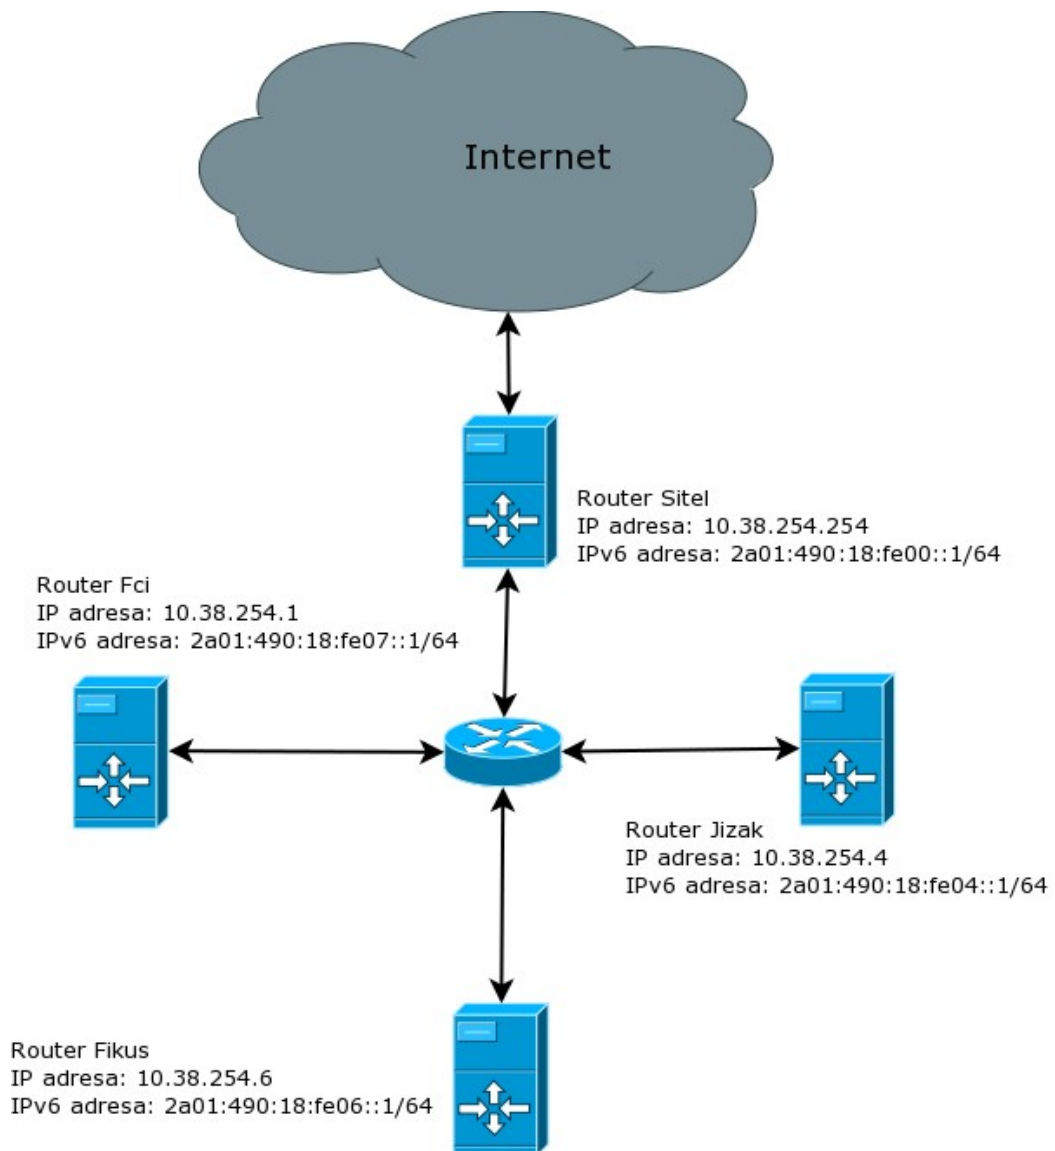 Internet
Router Sitel
IP adresa: 10.38.254.254
IPv6 adresa: 2a01:490:18:fe00::1/64
Router Fci
IP adresa: 10.38.254.1
IPv6 adresa: 2a01:490:18:fe07::1/64
Router Jizak
IP adresa: 10.38.254.4
IPv6 adresa: 2a01:490:18:fe04::1/64
Router Fikus
IP adresa: 10.38.254.6
IPv6 adresa: 2a01:490:18:fe06::1/64